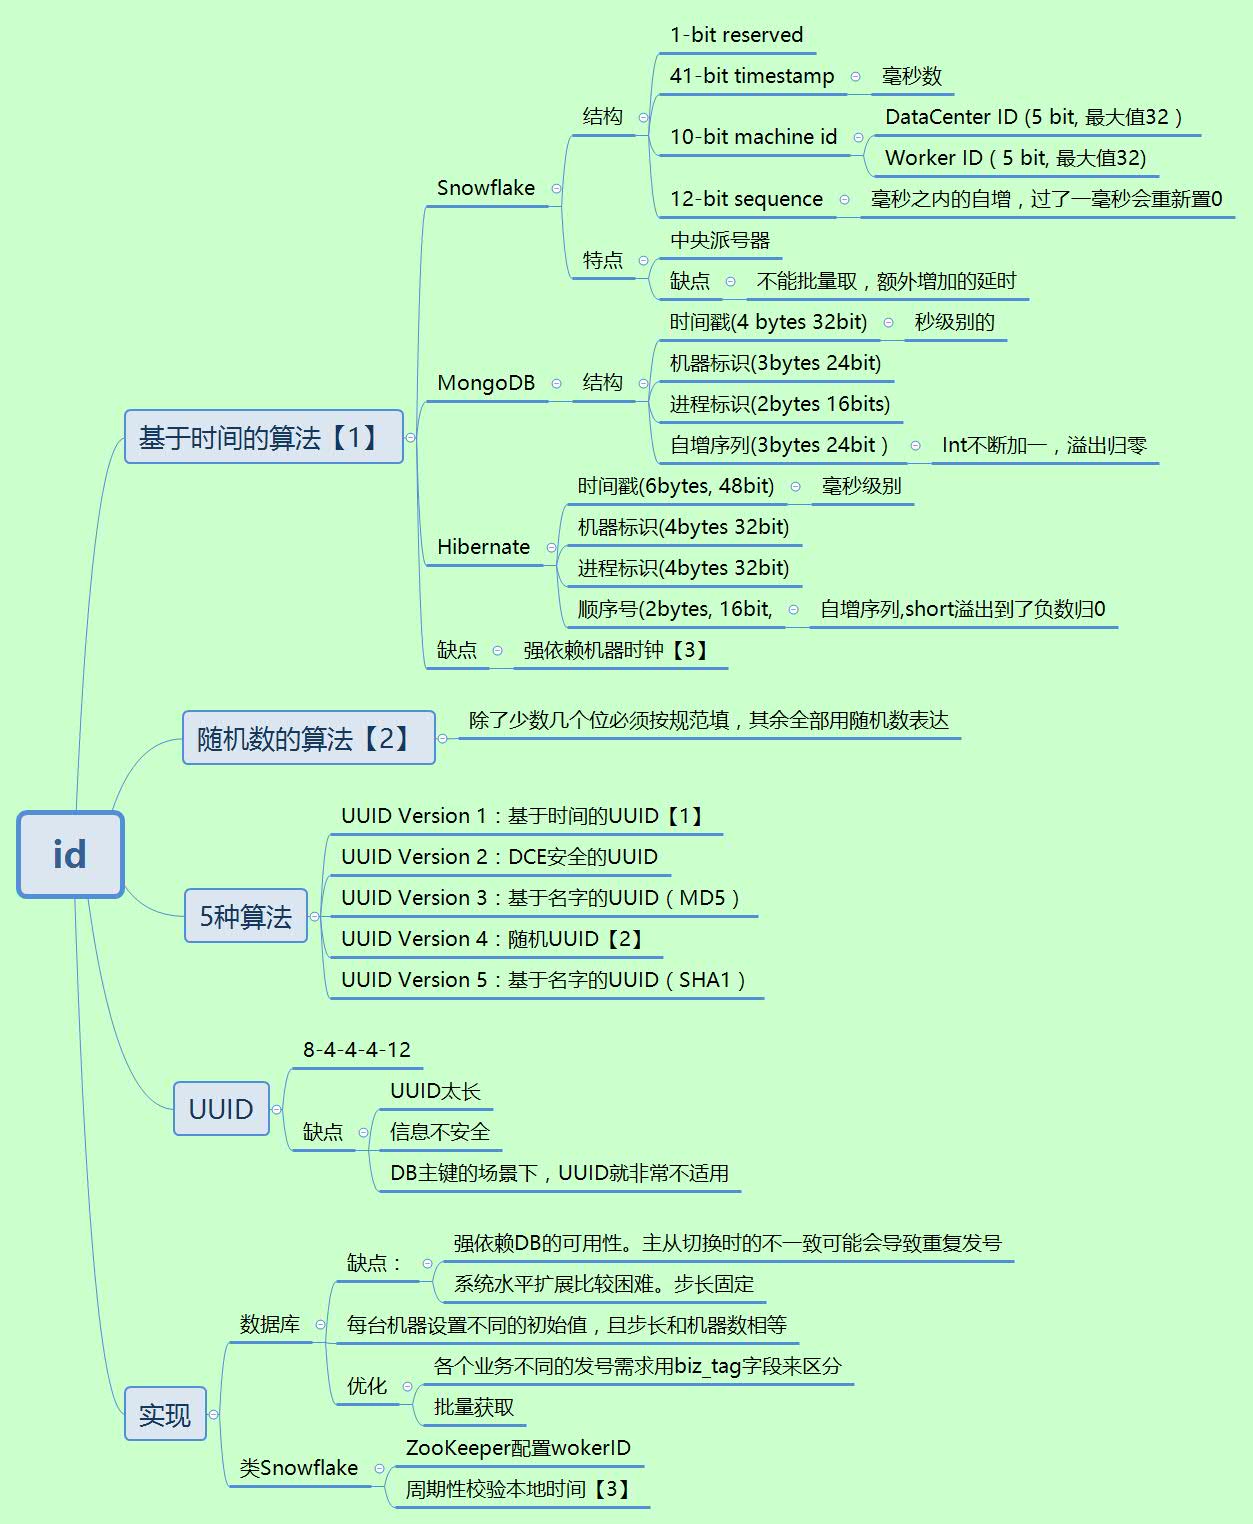 id
基于时间的算法【1】
Snowflake
结构
1-bit reserved
41-bit timestamp
毫秒数
10-bit machine id
DataCenter ID (5 bit, 最大值32 )
Worker ID ( 5 bit, 最大值32)
12-bit sequence
毫秒之内的自增，过了一毫秒会重新置0
特点
中央派号器
缺点
不能批量取，额外增加的延时
MongoDB
结构
时间戳(4 bytes 32bit)
秒级别的
机器标识(3bytes 24bit)
进程标识(2bytes 16bits)
自增序列(3bytes 24bit )
Int不断加一，溢出归零
Hibernate
时间戳(6bytes, 48bit)
毫秒级别
机器标识(4bytes 32bit)
进程标识(4bytes 32bit)
顺序号(2bytes, 16bit,
自增序列,short溢出到了负数归0
缺点
强依赖机器时钟【3】
随机数的算法【2】
除了少数几个位必须按规范填，其余全部用随机数表达
5种算法
UUID Version 1：基于时间的UUID【1】
UUID Version 2：DCE安全的UUID
UUID Version 3：基于名字的UUID（MD5）
UUID Version 4：随机UUID【2】
UUID Version 5：基于名字的UUID（SHA1）
UUID
8-4-4-4-12
缺点
UUID太长
信息不安全
DB主键的场景下，UUID就非常不适用
实现
数据库
缺点：
强依赖DB的可用性。主从切换时的不一致可能会导致重复发号
系统水平扩展比较困难。步长固定
每台机器设置不同的初始值，且步长和机器数相等
优化
各个业务不同的发号需求用biz_tag字段来区分
批量获取
类Snowflake
ZooKeeper配置wokerID
周期性校验本地时间【3】